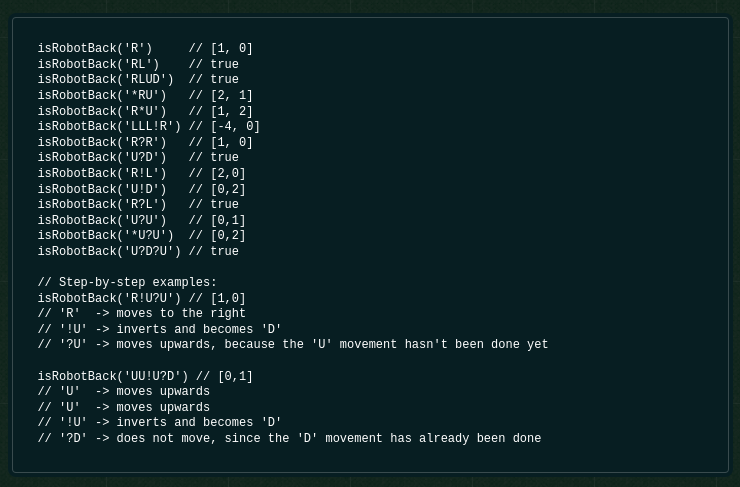 isRobotBack('R')     // [1, 0]
isRobotBack('RL')    // true
isRobotBack('RLUD')  // true
isRobotBack('*RU')   // [2, 1]
isRobotBack('R*U')   // [1, 2]
isRobotBack('LLL!R') // [-4, 0]
isRobotBack('R?R')   // [1, 0]
isRobotBack('U?D')   // true
isRobotBack('R!L')   // [2,0]
isRobotBack('U!D')   // [0,2]
isRobotBack('R?L')   // true
isRobotBack('U?U')   // [0,1]
isRobotBack('*U?U')  // [0,2]
isRobotBack('U?D?U') // true

// Step-by-step examples:
isRobotBack('R!U?U') // [1,0]
// 'R'  -> moves to the right
// '!U' -> inverts and becomes 'D'
// '?U' -> moves upwards, because the 'U' movement hasn't been done yet

isRobotBack('UU!U?D') // [0,1]
// 'U'  -> moves upwards
// 'U'  -> moves upwards
// '!U' -> inverts and becomes 'D'
// '?D' -> does not move, since the 'D' movement has already been done